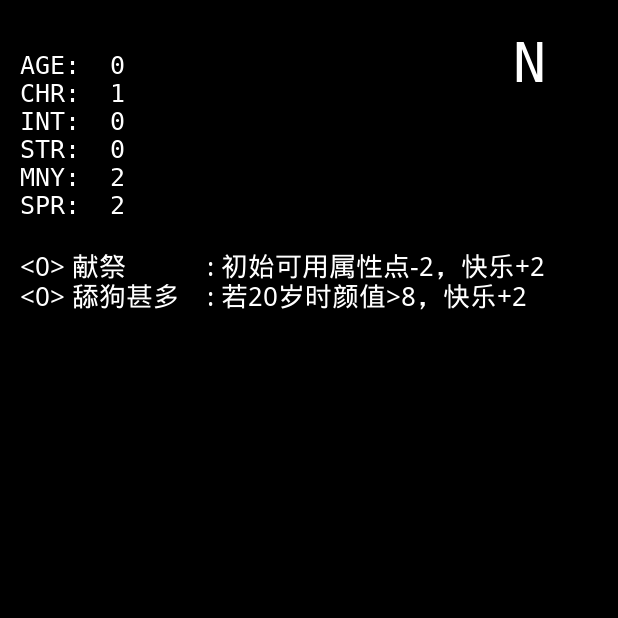 N
AGE: 0
CHR: 1
INT: 0
STR: 0
MNY: 2
SPR: 2
<0> 献祭 : 初始可用属性点-2，快乐+2
<0> 舔狗甚多 : 若20岁时颜值>8，快乐+2